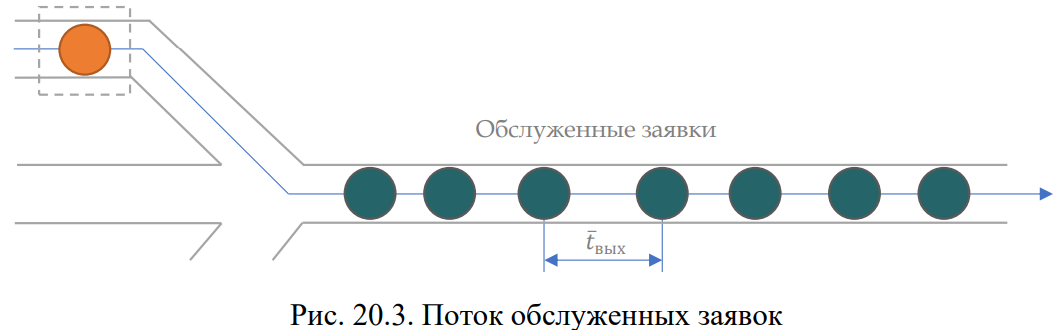 Обслуженные заявки
t̄вых
Рис. 20.3. Поток обслуженных заявок